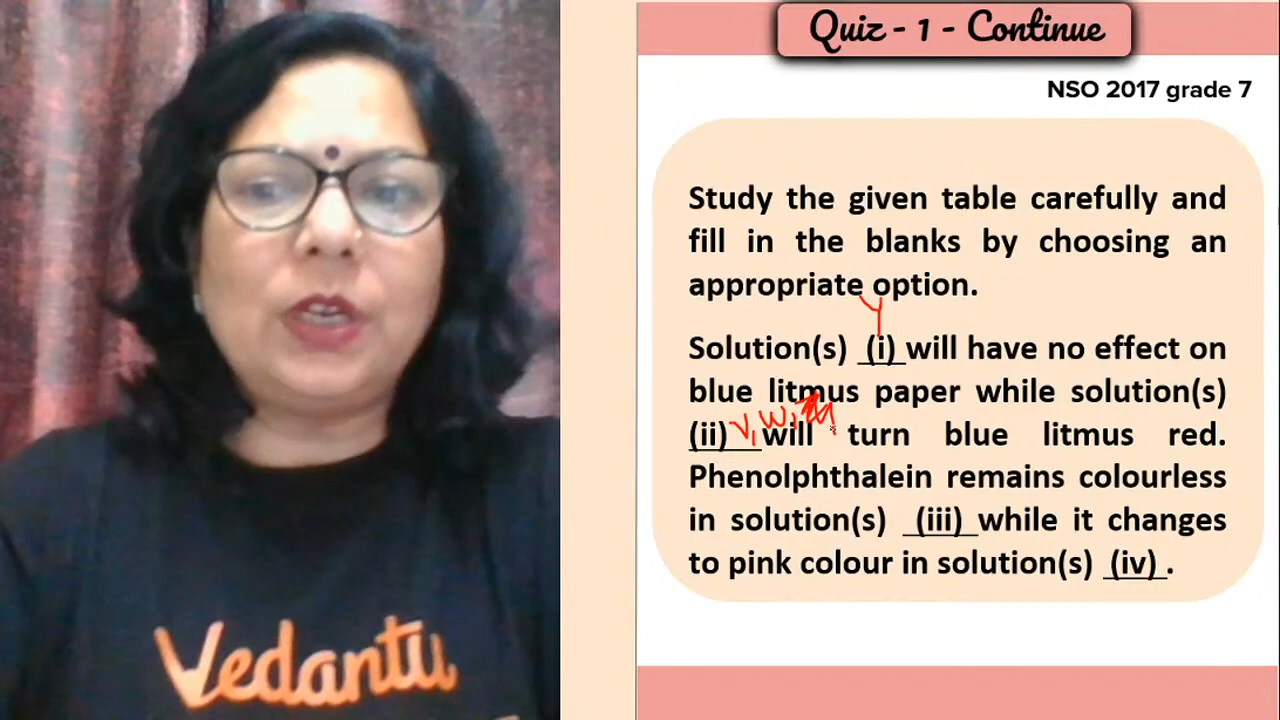 Quiz - 1 - Continue
NSO 2017 grade 7
Study the given table carefully and
fill in the blanks by choosing an
appropriate option.
Y
Solution(s) (i) will have no effect on
blue litmus paper while solution(s)
(ii) V, W, will turn blue litmus red.
Phenolphthalein remains colourless
in solution(s) (iii) while it changes
to pink colour in solution(s) (iv).
Vedantu